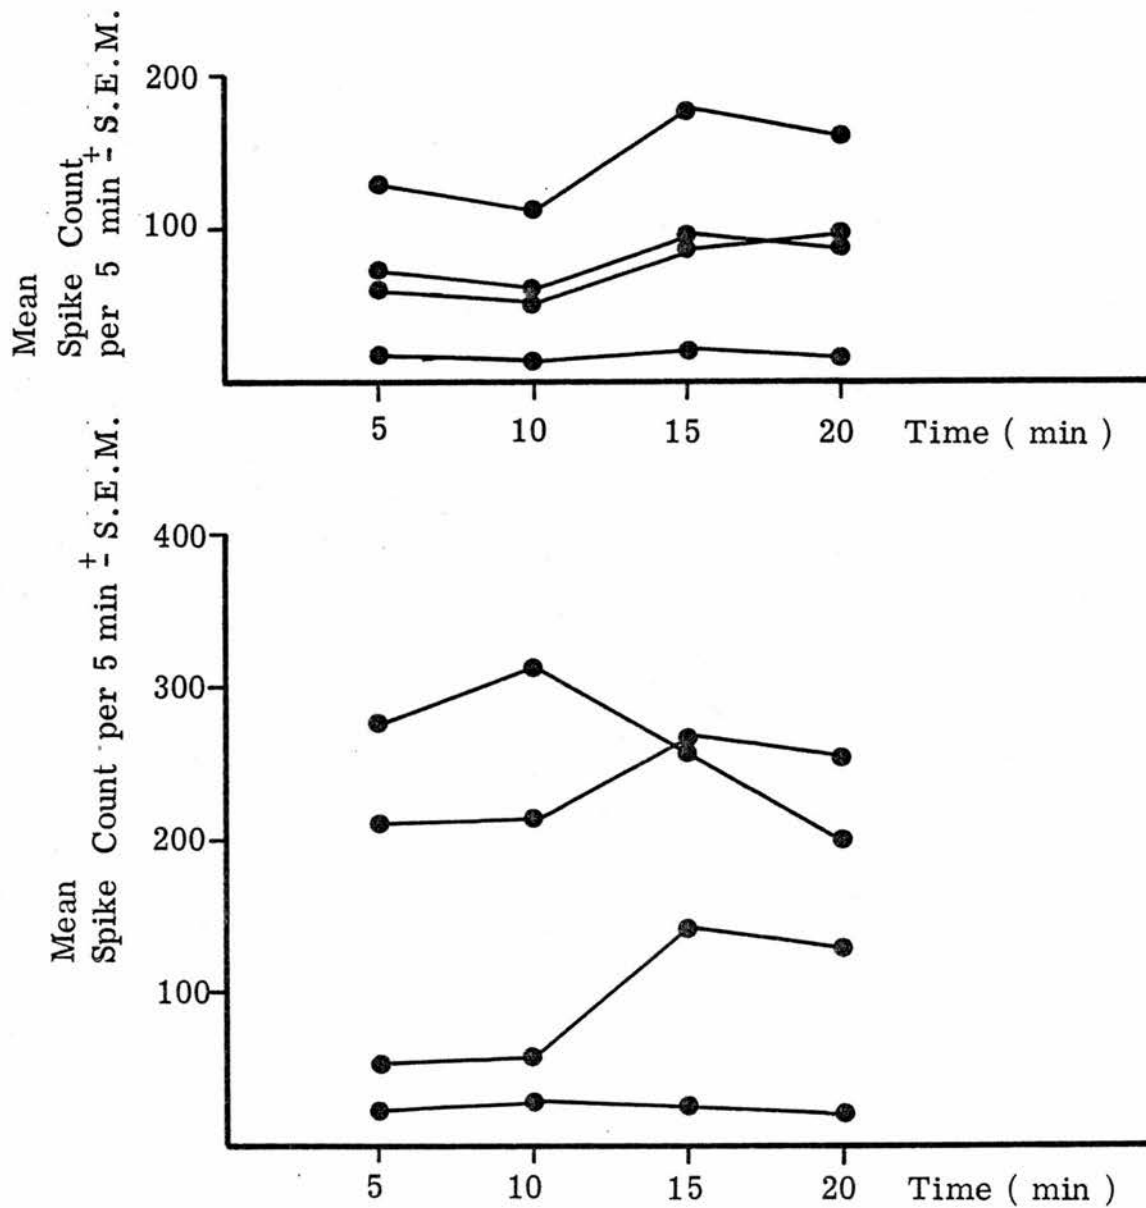 Mean
Spike Count
per 5 min ± S.E.M.
200
100
5 10 15 20 Time ( min )
Mean
Spike Count per 5 min ± S.E.M.
400
300
200
100
5 10 15 20 Time ( min )